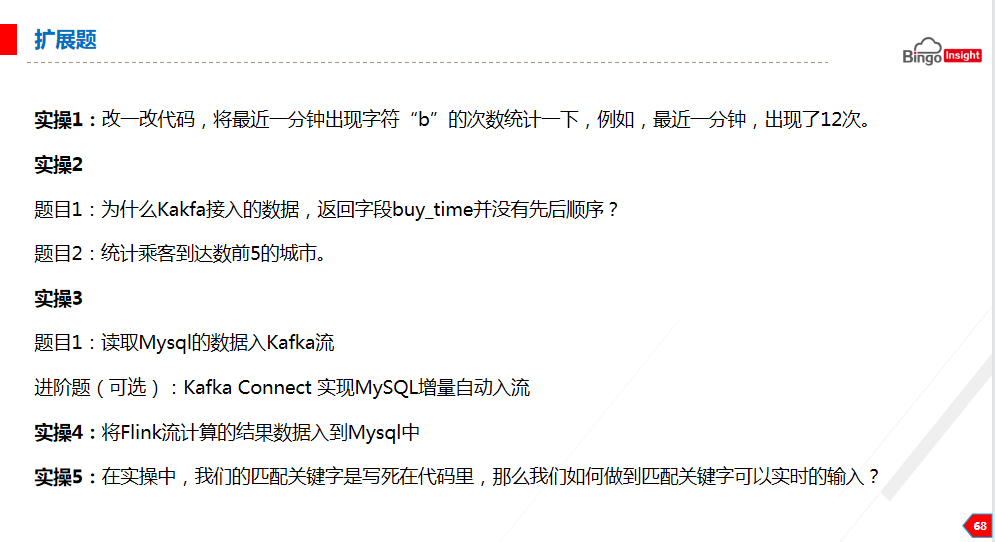 扩展题
Bingo Insight
实操1：改一改代码，将最近一分钟出现字符“b”的次数统计一下，例如，最近一分钟，出现了12次。
实操2
题目1：为什么Kakfa接入的数据，返回字段buy_time并没有先后顺序？
题目2：统计乘客到达数前5的城市。
实操3
题目1：读取Mysql的数据入Kafka流
进阶题（可选）：Kafka Connect 实现MySQL增量自动入流
实操4：将Flink流计算的结果数据入到Mysql中
实操5：在实操中，我们的匹配关键字是写死在代码里，那么我们如何做到匹配关键字可以实时的输入？
68